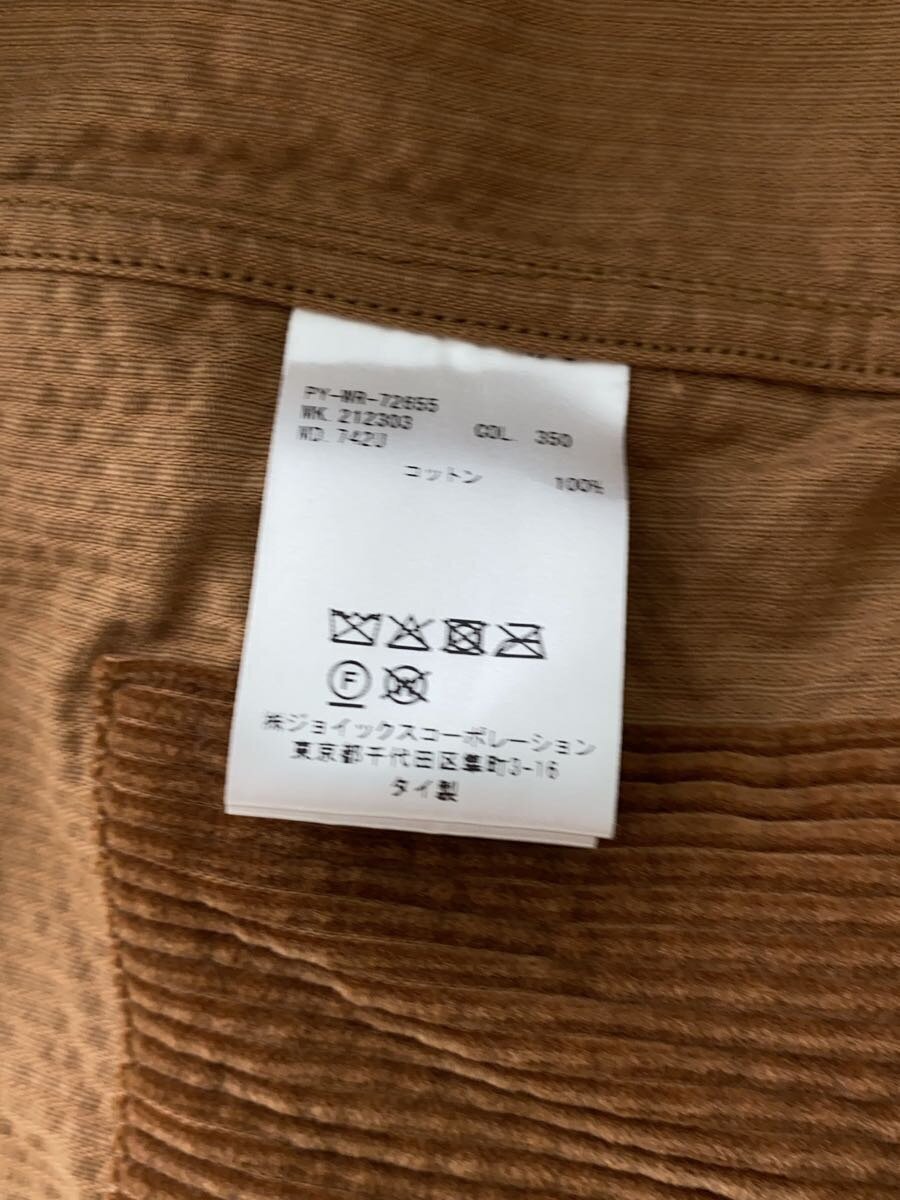 PY-WR-72655
WK. 212303
COL. 350
WD. 742U
コットン 100%
F
W
㈱ジョイックスコーポレーション
東京都千代田区隼町3-16
タイ製